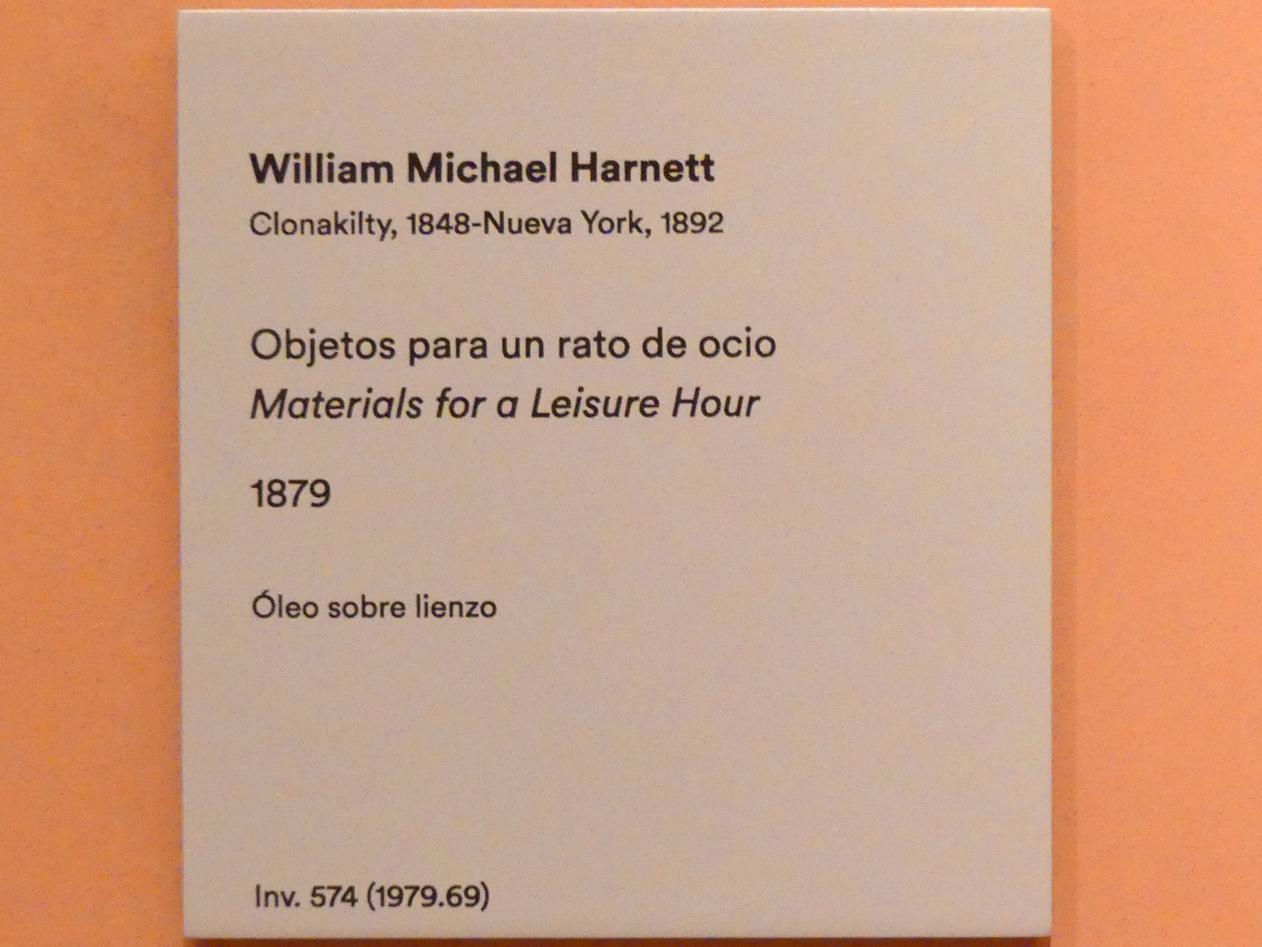 William Michael Harnett
Clonakilty, 1848-Nueva York, 1892
Objetos para un rato de ocio
Materials for a Leisure Hour
1879
Óleo sobre lienzo
Inv. 574 (1979.69)